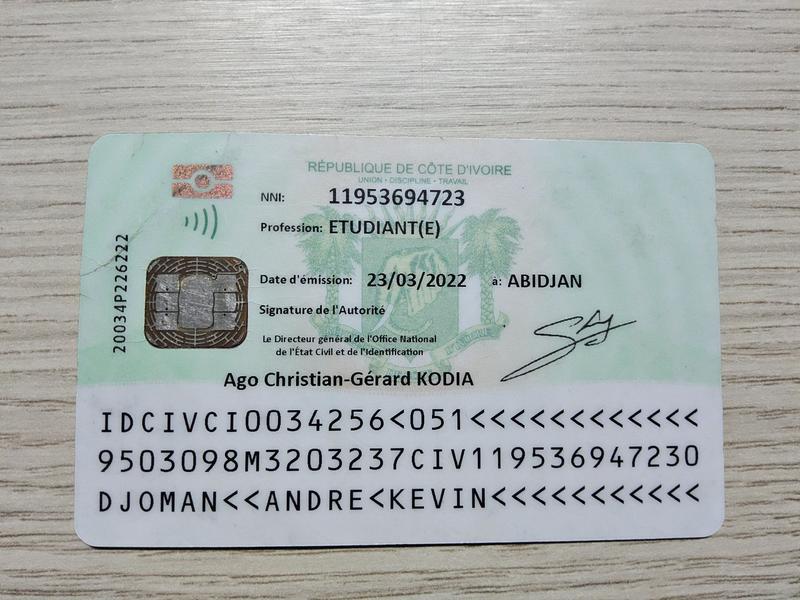 RÉPUBLIQUE DE CÔTE D'IVOIRE
UNION - DISCIPLINE - TRAVAIL
NNI: 11953694723
Profession: ETUDIANT(E)
Date d'émission: 23/03/2022 à: ABIDJAN
Signature de l'Autorité
Le Directeur général de l'Office National
de l'État Civil et de l'Identification
Ago Christian-Gérard KODIA
20034P226222
IDCIVCI0034256<051<<<<<<<<<<<<
9503098M3203237CIV119536947230
DJOMAN<<ANDRE<KEVIN<<<<<<<<<<<